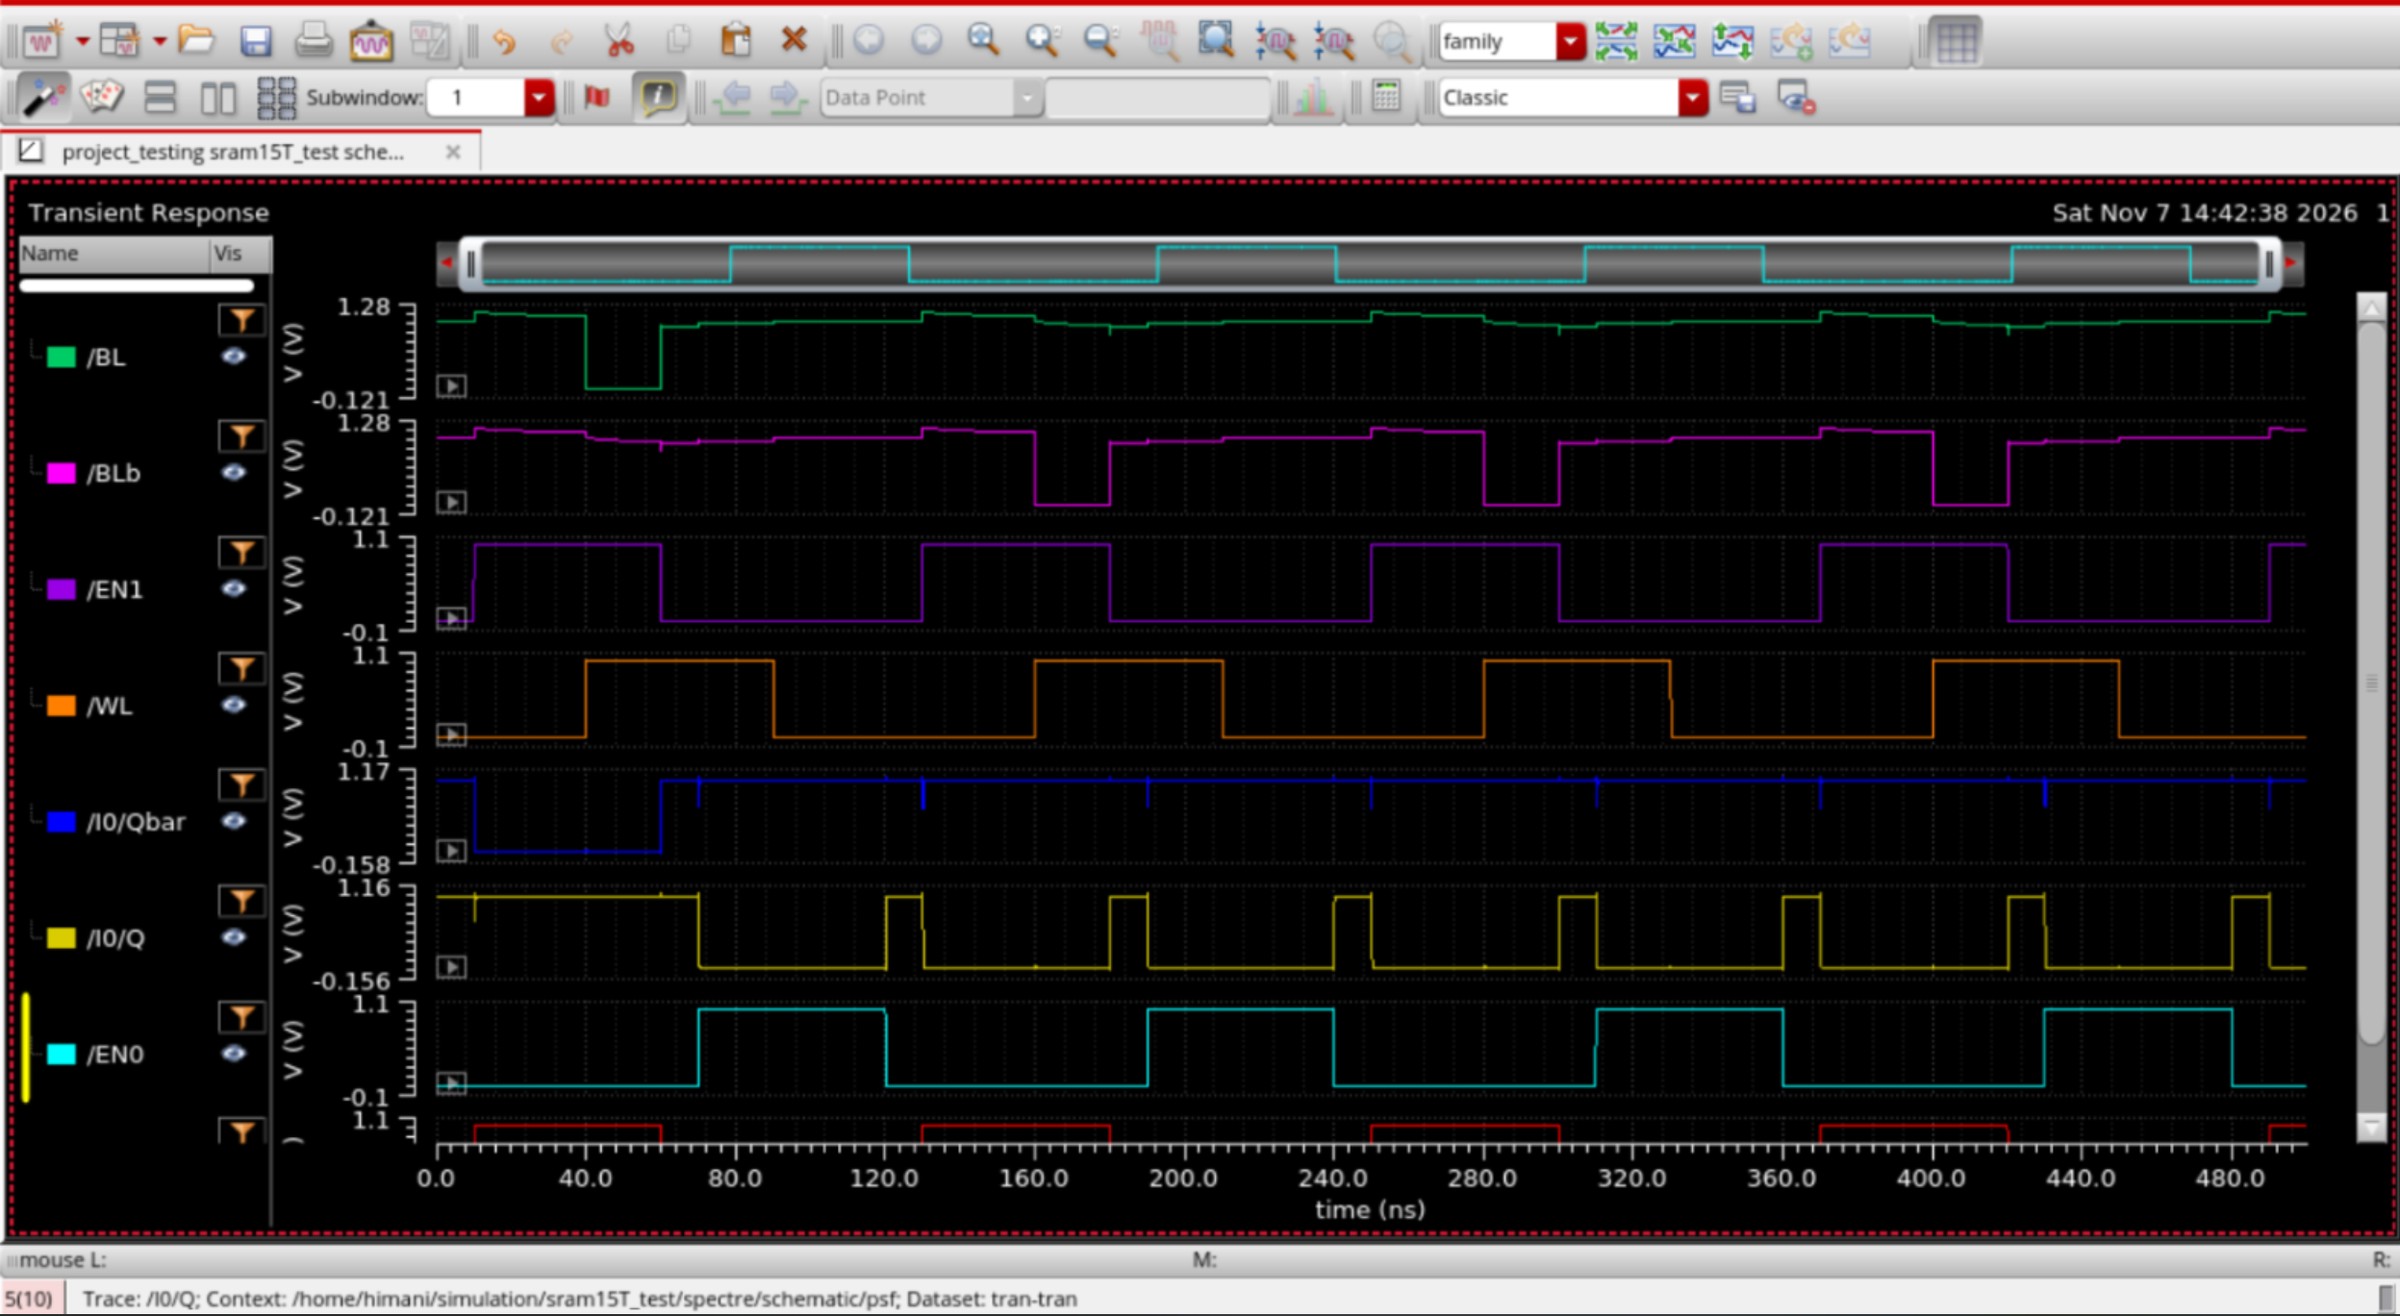 family
Subwindow: 1 Data Point Classic
project_testing sram15T_test sche...
Transient Response Sat Nov 7 14:42:38 2026 1
Name Vis
/BL V (V) 1.28 -0.121
/BLb V (V) 1.28 -0.121
/EN1 V (V) 1.1 -0.1
/WL V (V) 1.1 -0.1
/I0/Qbar V (V) 1.17 -0.158
/I0/Q V (V) 1.16 -0.156
/EN0 V (V) 1.1 -0.1
1.1
0.0 40.0 80.0 120.0 160.0 200.0 240.0 280.0 320.0 360.0 400.0 440.0 480.0
time (ns)
mouse L: M: R:
5(10) Trace: /I0/Q; Context: /home/himani/simulation/sram15T_test/spectre/schematic/psf; Dataset: tran-tran